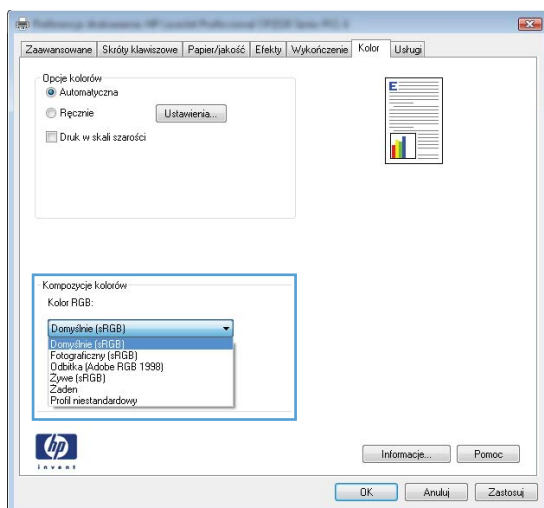 Zaawansowane Skróty klawiszowe Papier/jakość Efekty Wykończenie Kolor Usługi
Opcje kolorów
Automatyczna
Ręcznie Ustawienia...
Druk w skali szarości
E
Kompozycje kolorów
Kolor RGB:
Domyślnie (sRGB)
Domyślnie (sRGB)
Fotograficzny (sRGB)
Odbitka (Adobe RGB 1998)
Żywe (sRGB)
Żaden
Profil niestandardowy
hp
invent
Informacje... Pomoc
OK Anuluj Zastosuj